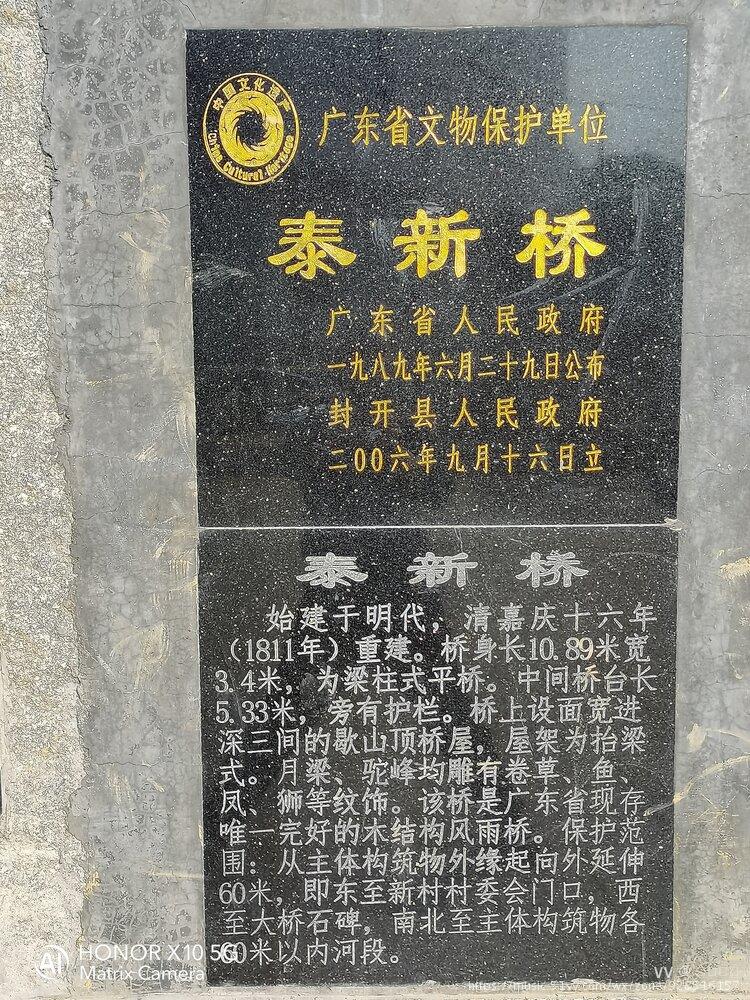 中国文化遗产
China Cultural Heritage
广东省文物保护单位
泰新桥
广东省人民政府
一九八九年六月二十九日公布
封开县人民政府
二00六年九月十六日立
泰新桥
始建于明代，清嘉庆十六年
（1811年）重建。桥身长10.89米宽
3.4米，为梁柱式平桥。中间桥台长
5.33米，旁有护栏。桥上设面宽进
深三间的歇山顶桥屋，屋架为抬梁
式。月梁、驼峰均雕有卷草、鱼、
凤、狮等纹饰。该桥是广东省现存
唯一完好的木结构风雨桥。保护范
围：从主体构筑物外缘起向外延伸
60米，即东至新村村委会门口，西
至大桥石碑，南北至主体构筑物各
60米以内河段。
AI
HONOR X10 5G
Matrix Camera